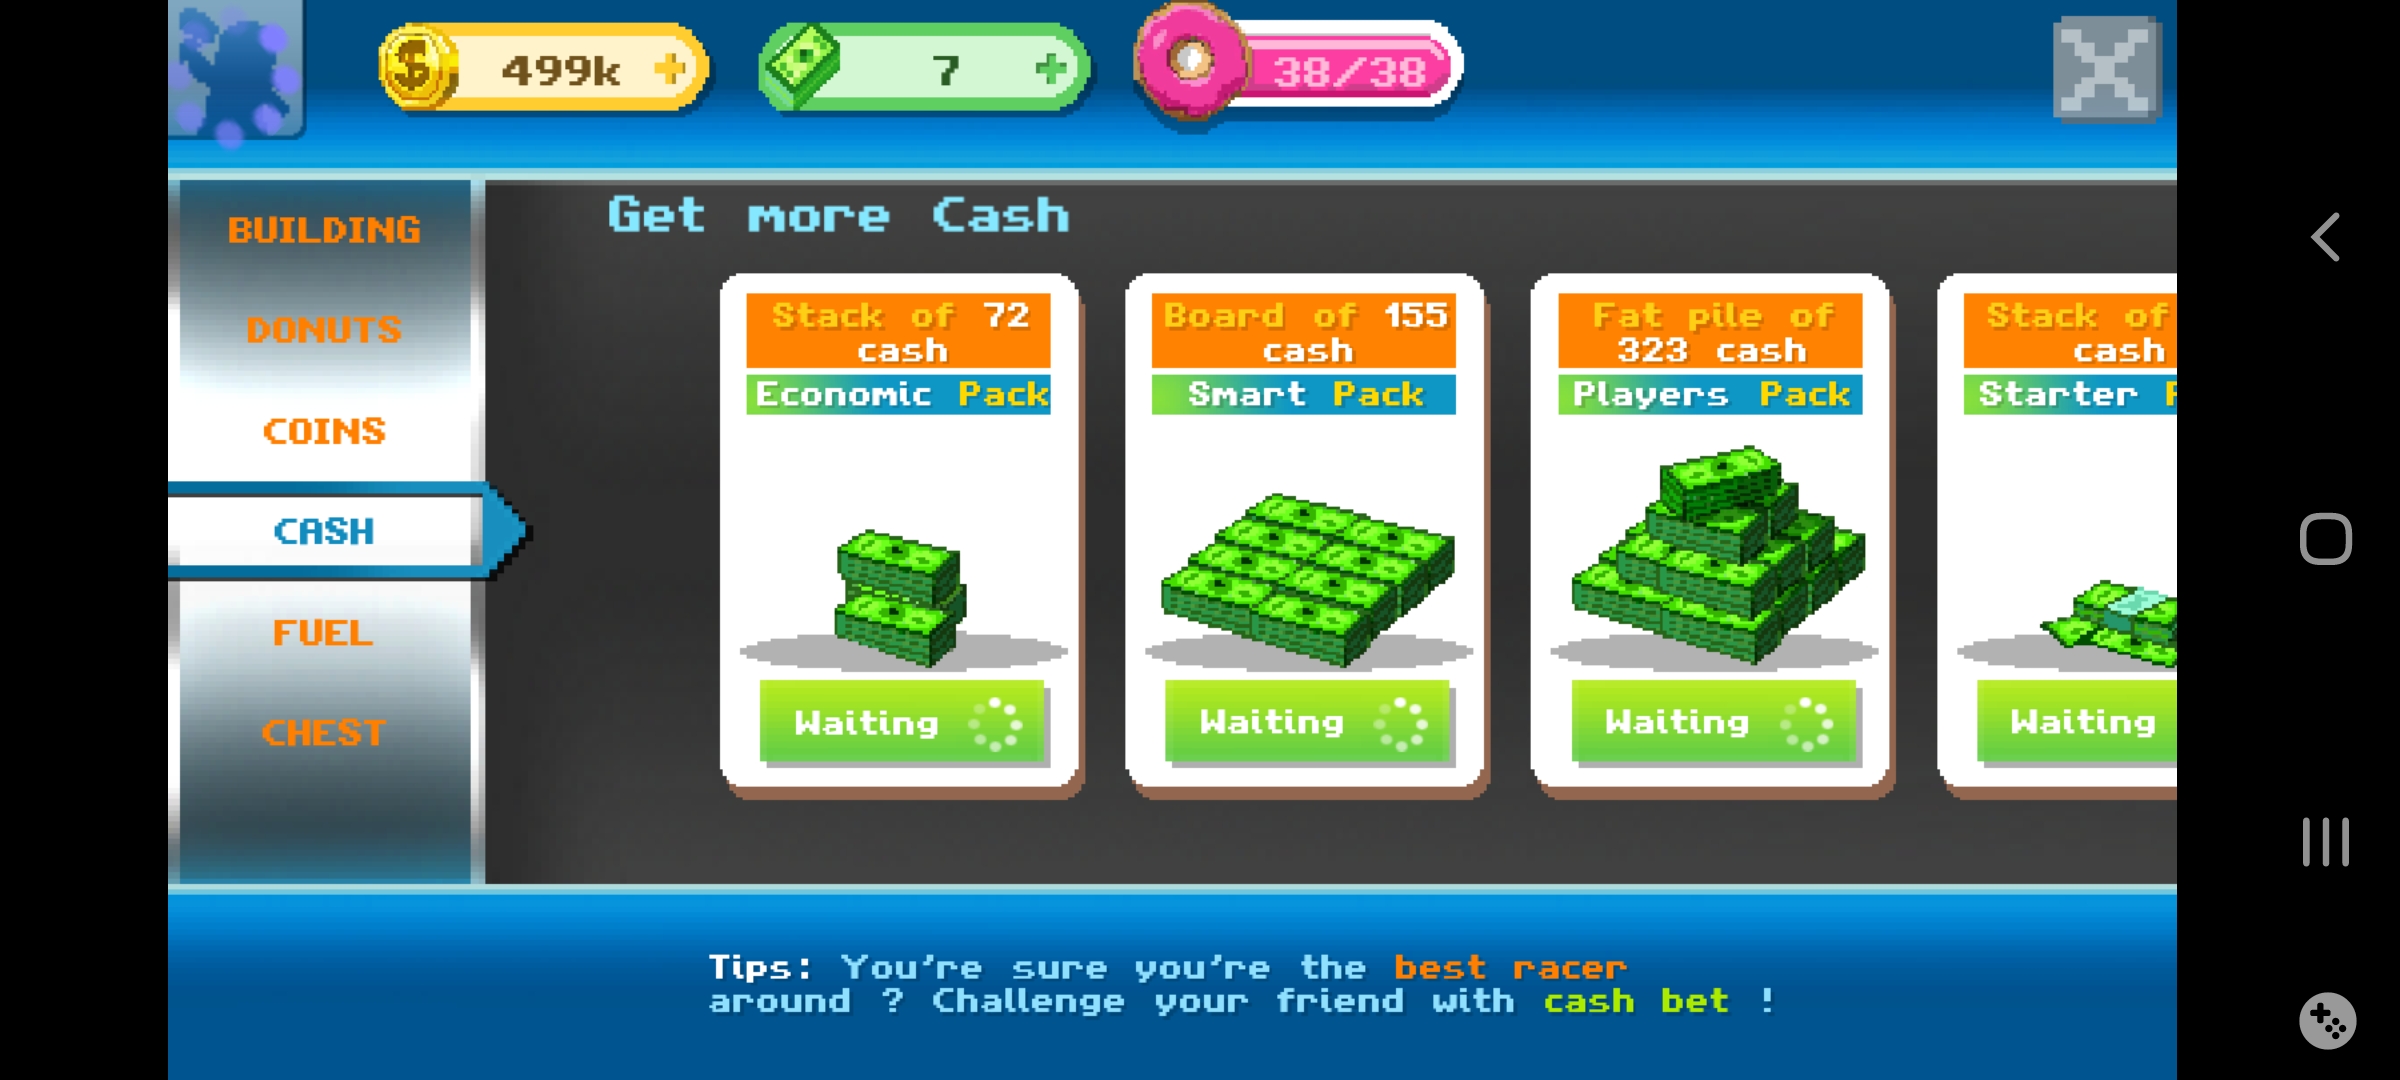 499k
7
38/38
BUILDING
DONUTS
COINS
CASH
FUEL
CHEST
Get more Cash
Stack of 72
cash
Economic Pack
Waiting
Board of 155
cash
Smart Pack
Waiting
Fat pile of
323 cash
Players Pack
Waiting
Stack of
cash
Starter
Waiting
Tips: You're sure you're the best racer
around ? Challenge your friend with cash bet !